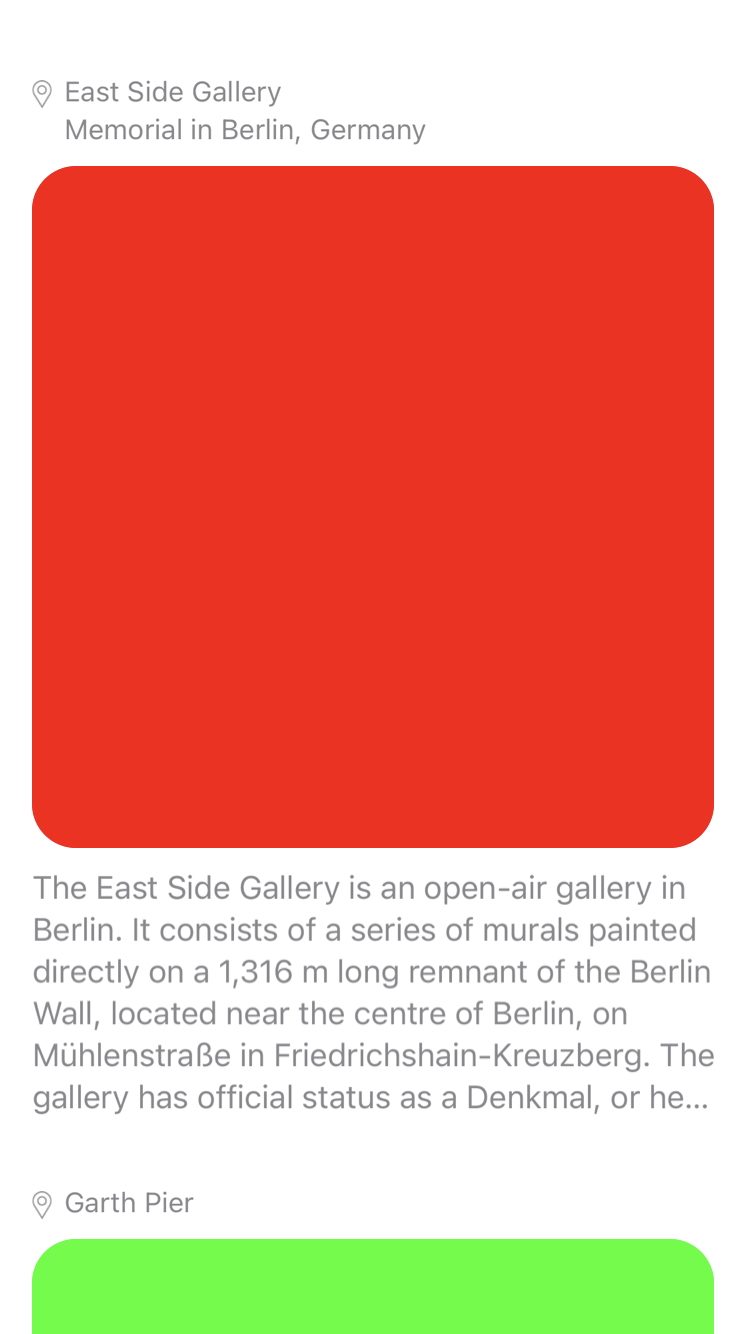 East Side Gallery
Memorial in Berlin, Germany
The East Side Gallery is an open-air gallery in
Berlin. It consists of a series of murals painted
directly on a 1,316 m long remnant of the Berlin
Wall, located near the centre of Berlin, on
Mühlenstraße in Friedrichshain-Kreuzberg. The
gallery has official status as a Denkmal, or he...
Garth Pier